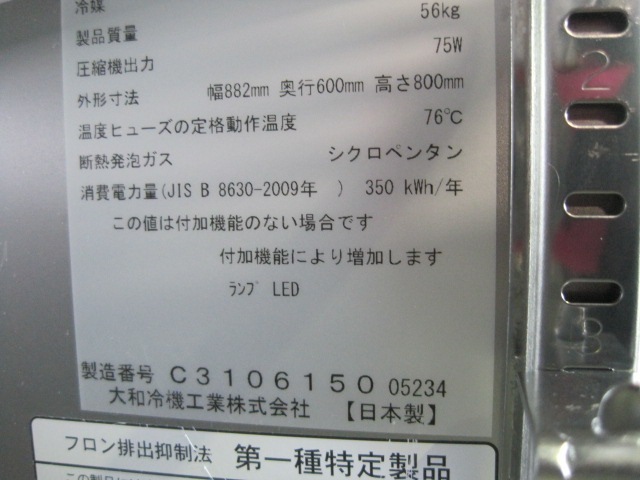 冷媒
製品質量 56kg
圧縮機出力 75W
外形寸法 幅882mm 奥行600mm 高さ800mm
温度ヒューズの定格動作温度 76℃
断熱発泡ガス シクロペンタン
消費電力量(JIS B 8630-2009年 ) 350 kWh/年
この値は付加機能のない場合です
付加機能により増加します
ﾗﾝﾌﾟ LED
製造番号 C3106150 05234
大和冷機工業株式会社 【日本製】
フロン排出抑制法 第一種特定製品
2
3